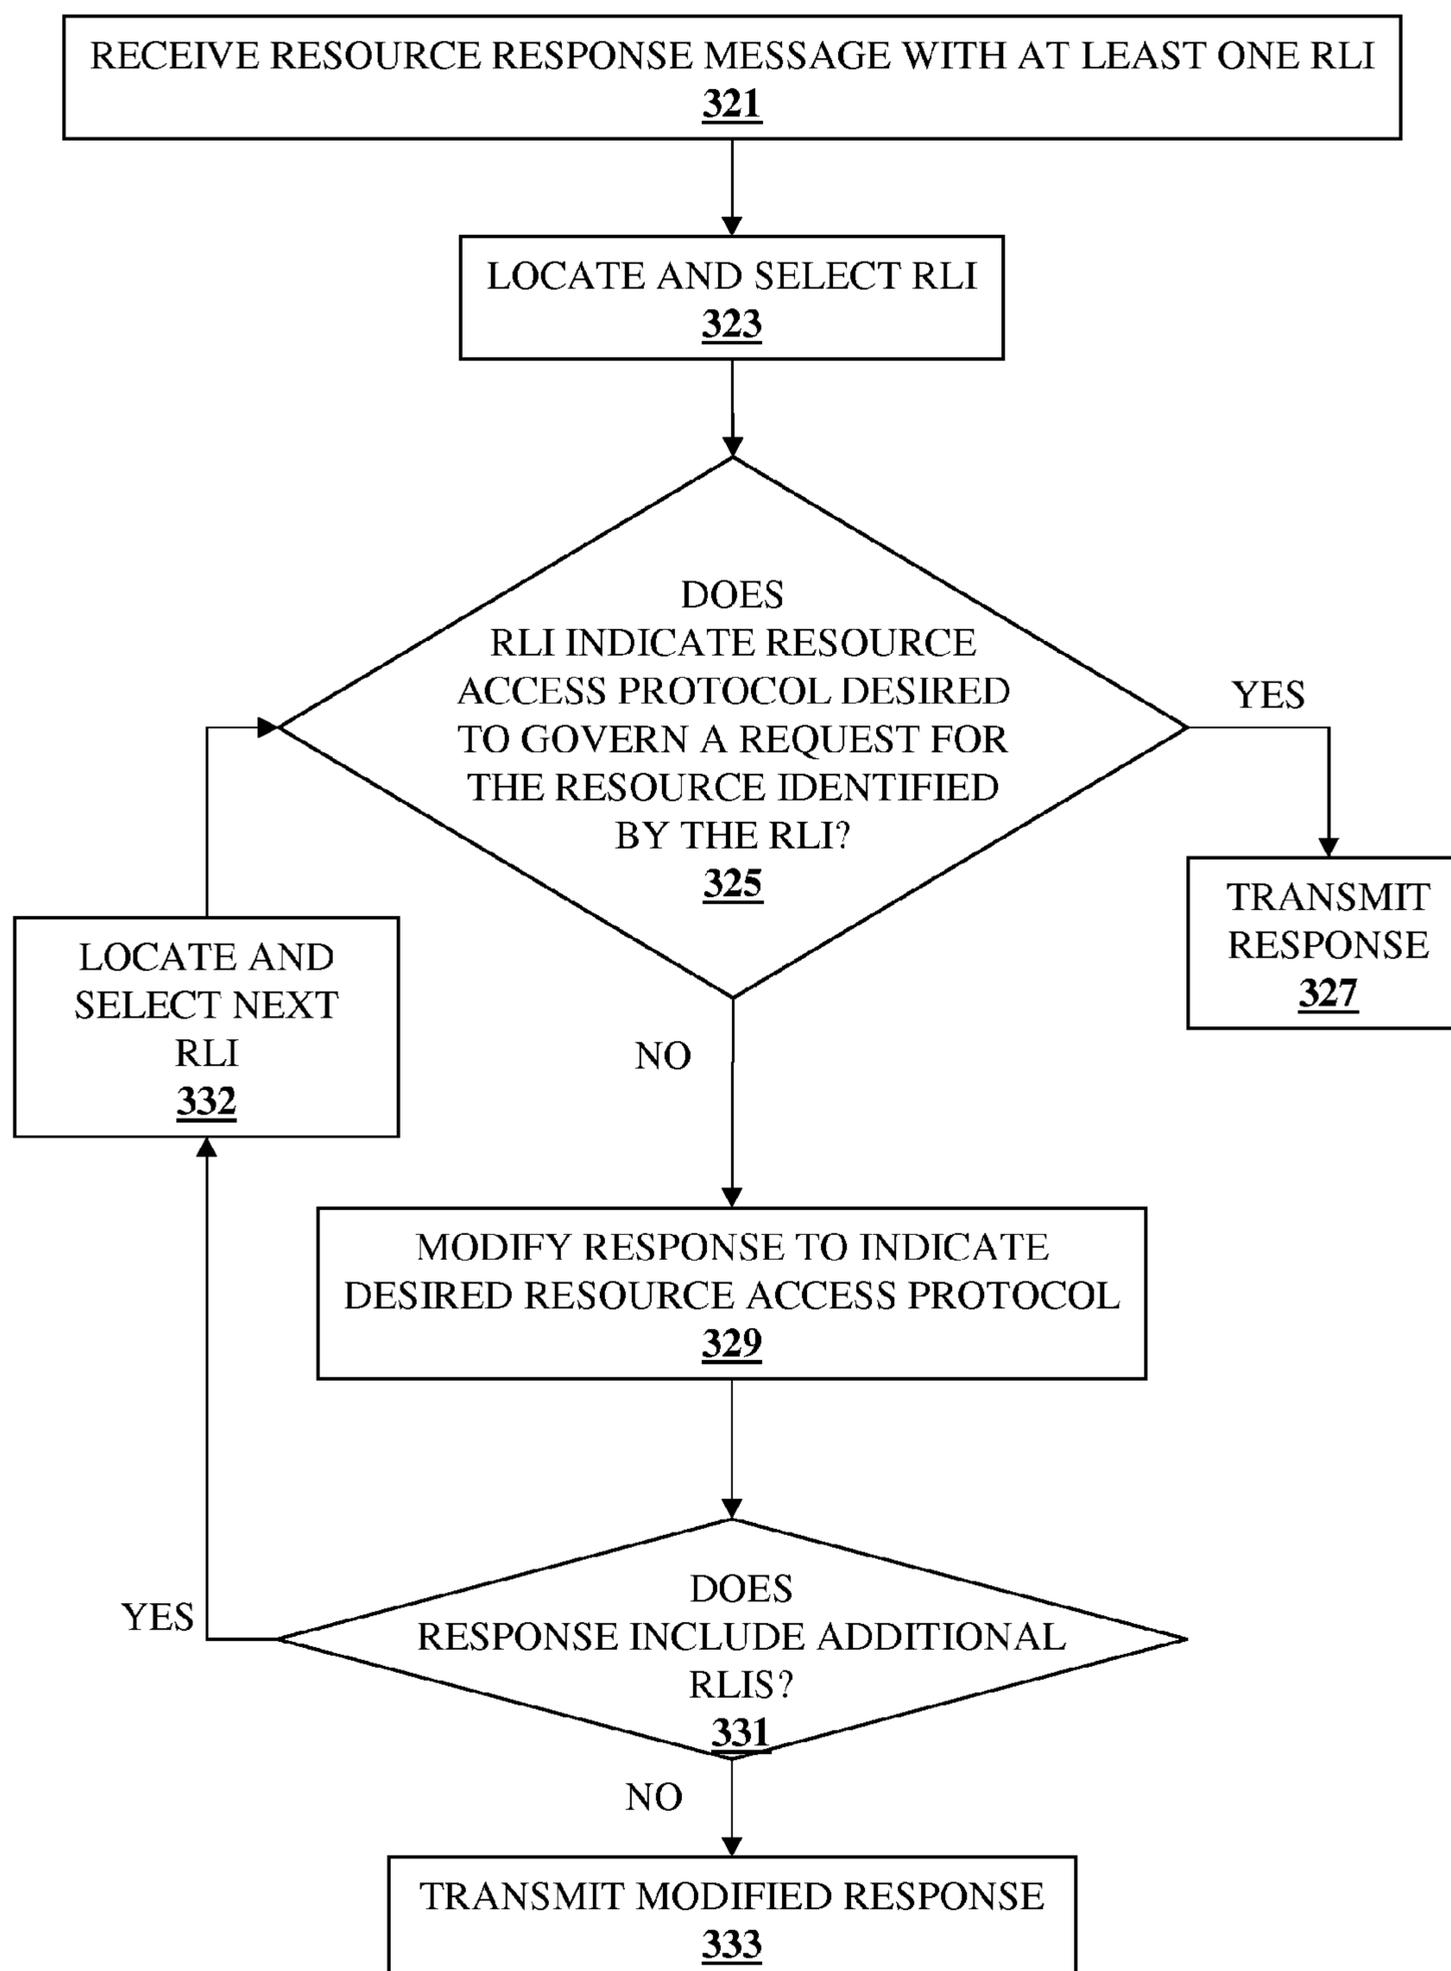 RECEIVE RESOURCE RESPONSE MESSAGE WITH AT LEAST ONE RLI
321
LOCATE AND SELECT RLI
323
DOES
RLI INDICATE RESOURCE
ACCESS PROTOCOL DESIRED
TO GOVERN A REQUEST FOR
THE RESOURCE IDENTIFIED
BY THE RLI?
325
YES
TRANSMIT
RESPONSE
327
LOCATE AND
SELECT NEXT
RLI
332
NO
MODIFY RESPONSE TO INDICATE
DESIRED RESOURCE ACCESS PROTOCOL
329
DOES
RESPONSE INCLUDE ADDITIONAL
RLIS?
331
YES
NO
TRANSMIT MODIFIED RESPONSE
333